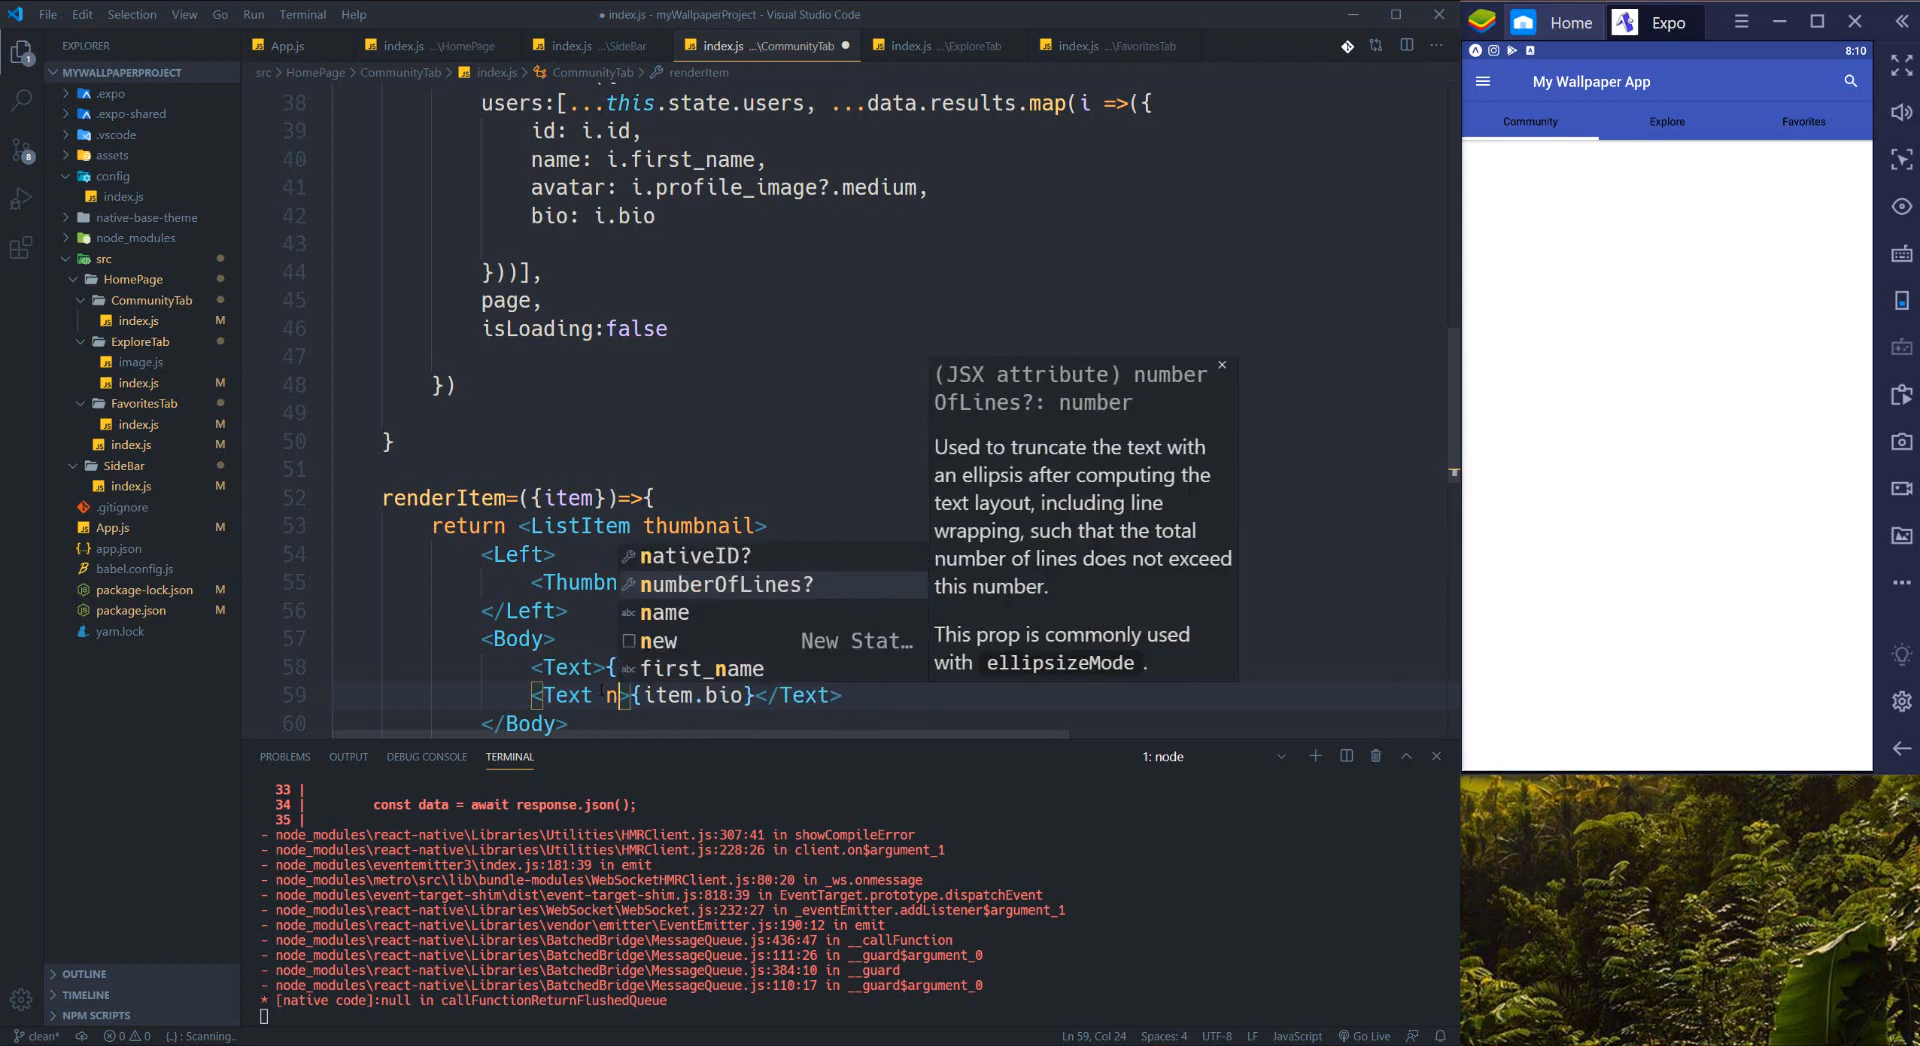 File Edit Selection View Go Run Terminal Help
● index.js - myWallpaperProject - Visual Studio Code
Home
Expo
EXPLORER
App.js
index.js ...\HomePage
index.js ...\SideBar
index.js ...\CommunityTab
index.js ...\ExploreTab
index.js ...\FavoritesTab
8:10
MYWALLPAPERPROJECT
src > HomePage > CommunityTab > index.js > CommunityTab > renderItem
My Wallpaper App
Community Explore Favorites
.expo
.expo-shared
.vscode
assets
config
index.js
native-base-theme
node_modules
src
HomePage
CommunityTab
index.js M
ExploreTab
image.js
index.js M
FavoritesTab
index.js M
index.js M
SideBar
index.js M
.gitignore
App.js M
app.json
babel.config.js
package-lock.json M
package.json M
yarn.lock
1
8
38 users:[...this.state.users, ...data.results.map(i =>({
39 id: i.id,
40 name: i.first_name,
41 avatar: i.profile_image?.medium,
42 bio: i.bio
43
44 }))],
45 page,
46 isLoading:false
47
48 })
49
50 }
51
52 renderItem=({item})=>{
53 return <ListItem thumbnail>
54 <Left>
55 <Thumbn
56 </Left>
57 <Body>
58 <Text>{
59 <Text n>{item.bio}</Text>
60 </Body>
nativeID?
numberOfLines?
name
new New Stat...
first_name
(JSX attribute) number
OfLines?: number
Used to truncate the text with
an ellipsis after computing the
text layout, including line
wrapping, such that the total
number of lines does not exceed
this number.
This prop is commonly used
with ellipsizeMode .
PROBLEMS OUTPUT DEBUG CONSOLE TERMINAL
1: node
33 |
34 | const data = await response.json();
35 |
- node_modules\react-native\Libraries\Utilities\HMRClient.js:307:41 in showCompileError
- node_modules\react-native\Libraries\Utilities\HMRClient.js:228:26 in client.on$argument_1
- node_modules\eventemitter3\index.js:181:39 in emit
- node_modules\metro\src\lib\bundle-modules\WebSocketHMRClient.js:80:20 in _ws.onmessage
- node_modules\event-target-shim\dist\event-target-shim.js:818:39 in EventTarget.prototype.dispatchEvent
- node_modules\react-native\Libraries\WebSocket\WebSocket.js:232:27 in _eventEmitter.addListener$argument_1
- node_modules\react-native\Libraries\vendor\emitter\EventEmitter.js:190:12 in emit
- node_modules\react-native\Libraries\BatchedBridge\MessageQueue.js:436:47 in __callFunction
- node_modules\react-native\Libraries\BatchedBridge\MessageQueue.js:111:26 in __guard$argument_0
- node_modules\react-native\Libraries\BatchedBridge\MessageQueue.js:384:10 in __guard
- node_modules\react-native\Libraries\BatchedBridge\MessageQueue.js:110:17 in __guard$argument_0
* [native code]:null in callFunctionReturnFlushedQueue
OUTLINE
TIMELINE
NPM SCRIPTS
clean* 0 0 {..} : Scanning..
Ln 59, Col 24 Spaces: 4 UTF-8 LF JavaScript Go Live